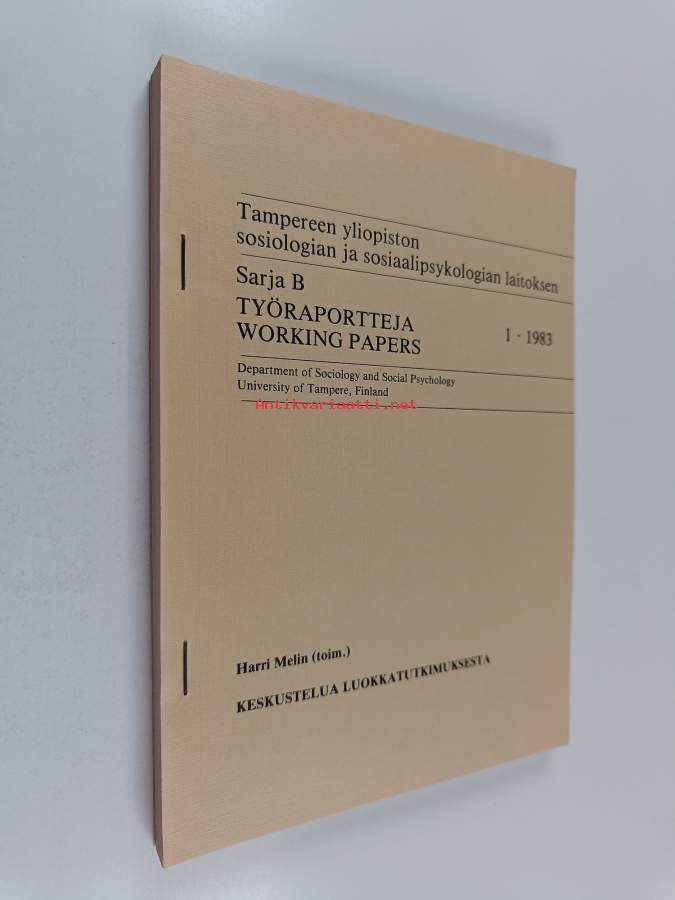 Tampereen yliopiston
sosiologian ja sosiaalipsykologian laitoksen
Sarja B
TYÖRAPORTTEJA
WORKING PAPERS
1 - 1983
Department of Sociology and Social Psychology
University of Tampere, Finland
Antikvariaatti.net
Harri Melin (toim.)
KESKUSTELUA LUOKKATUTKIMUKSESTA